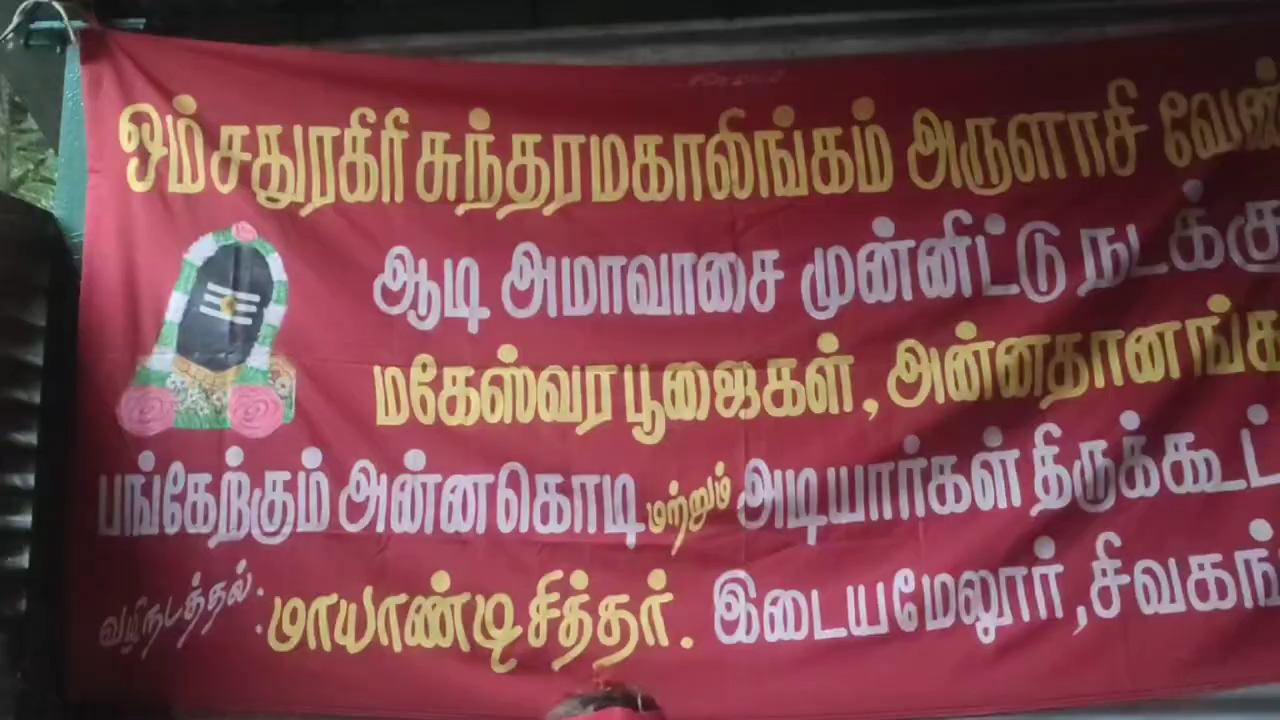 ஓம் சதுரகிரி சுந்தரமகாலிங்கம் அருளாசி வேண்
ஆடி அமாவாசை முன்னிட்டு நடக்கு
மகேஸ்வர பூஜைகள், அன்னதானங்க
பங்கேற்கும் அன்னகொடி மற்றும் அடியார்கள் திருக்கூட்
வழிநடத்தல். மாயாண்டி சித்தர். இடையமேலூர், சிவகங்